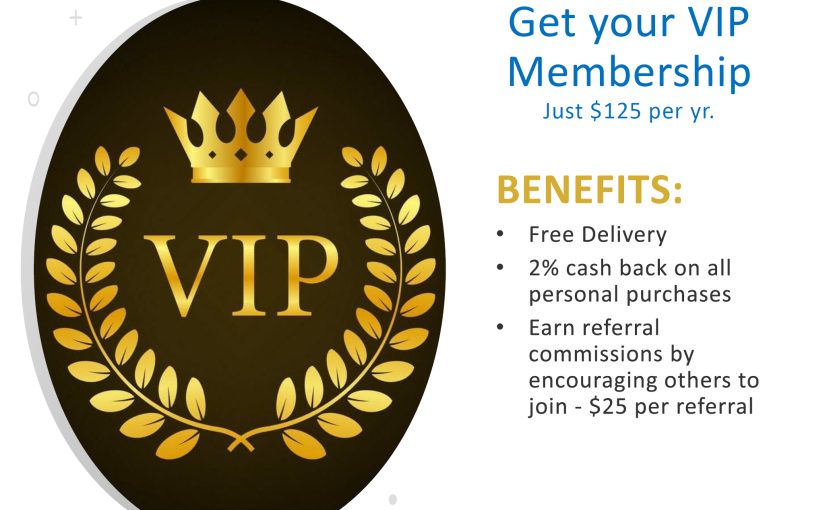 VIP
Get your VIP
Membership
Just $125 per yr.
BENEFITS:
• Free Delivery
• 2% cash back on all
personal purchases
• Earn referral
commissions by
encouraging others to
join - $25 per referral